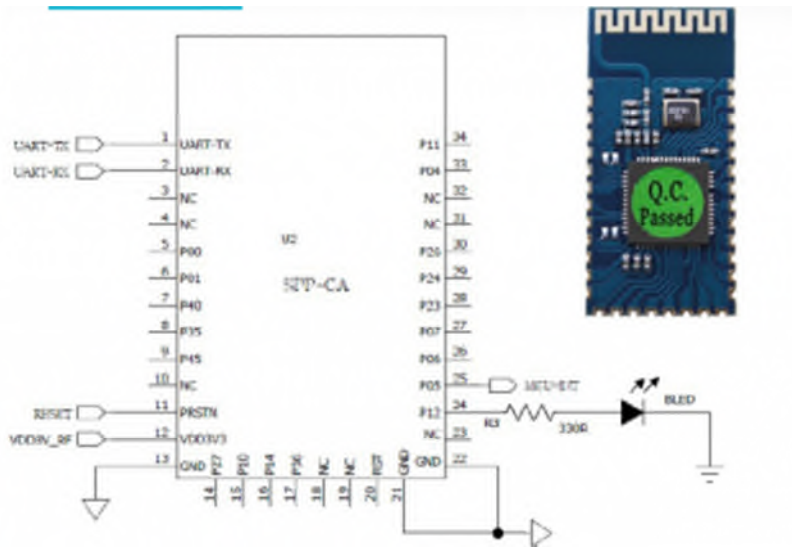 UART-TX
1
UART-TX
UART-RX
2
UART-RX
3
NC
4
NC
5
P00
6
P01
7
P40
8
P35
9
P45
10
NC
RESET
11
PRSTN
VDD3V_RF
12
VDD3V3
13
GND
U2
SPP-CA
P11
34
P04
33
NC
32
NC
31
P26
30
P24
29
P23
28
P07
27
P06
26
P05
25
P12
24
R3
330R
BLED
NC
23
GND
22
P27
P10
P14
P36
NC
NC
RST
GND
14
15
16
17
18
19
20
21
Q.C.
Passed